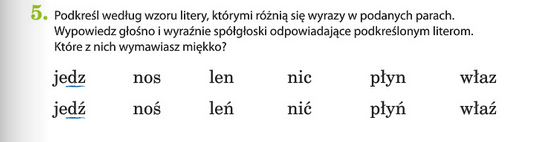 5. Podkreśl według wzoru litery, którymi różnią się wyrazy w podanych parach.
Wypowiedz głośno i wyraźnie spółgłoski odpowiadające podkreślonym literom.
Które z nich wymawiasz miękko?
jedz nos len nic płyn właz
jedź noś leń nić płyń właź